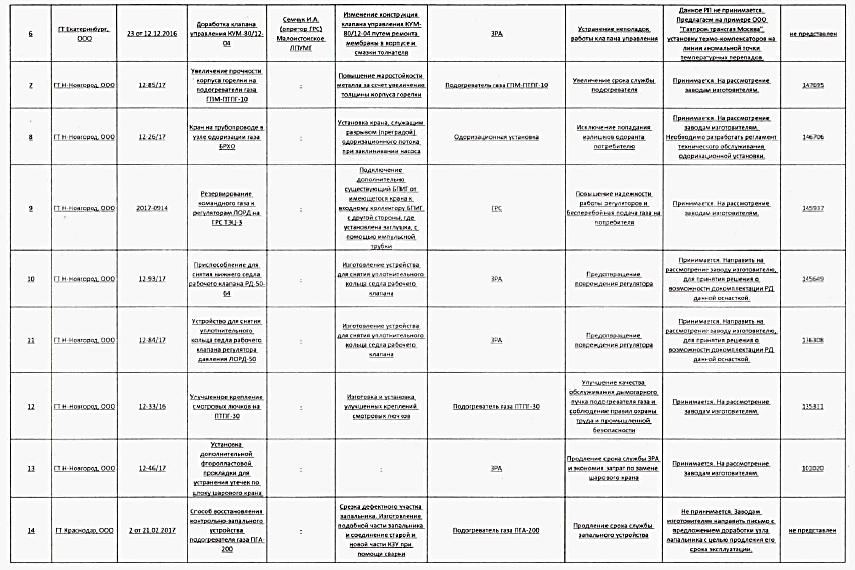 6
ГТ Екатеринбург,
ООО
23 от 12.12.2016
Доработка клапана
управления КУМ-80/12-
04
Семчук И.А.
(оператор ГРС)
Малоистокское
ЛПУМГ
Изменение конструкции
клапана управления КУМ-
80/12-04 путем ремонта
мембраны в корпусе и
смазки толкателя
ЗРА
Устранение неполадок
работы клапана управления
Данное РП не принимается.
Предлагаем на примере ООО
"Газпром трансгаз Москва"
установку термо-компенсаторов на
линии аномальной точки
температурных перепадов.
не представлен
7
ГТ Н-Новгород, ООО
12-85/17
Увеличение прочности
корпуса горелки на
подогревателях газа
ГПМ-ПТПГ-10
-
Повышение жаростойкости
металла за счет увеличения
толщины корпуса горелки
Подогреватель газа ГПМ-ПТПГ-10
Увеличение срока службы
подогревателя
Принимается. На рассмотрение
заводам изготовителям.
147695
8
ГТ Н-Новгород, ООО
12-26/17
Кран на трубопроводе в
узле одоризации газа
БРХО
-
Установка крана, служащим
разрывом (преградой)
одоризационного потока
при заклинивании насоса
Одоризационная установка
Исключение попадания
излишков одоранта
потребителю
Принимается. На рассмотрение
заводам изготовителям.
Необходимо разработать регламент
технического обслуживания
одоризационной установки.
146706
9
ГТ Н-Новгород, ООО
2017-0914
Резервирование
командного газа к
регуляторам ЛОРД на
ГРС ТЭЦ-3
-
Подключение
дополнительно
существующий БПИГ от
имеющегося крана к
входному коллектору БПИГ
с другой стороны, где
установлена заглушка, с
помощью импульсной
трубки
ГРС
Повышение надежности
работы регуляторов и
бесперебойная подача газа на
потребителя
Принимается. На рассмотрение
заводам изготовителям.
145937
10
ГТ Н-Новгород, ООО
12-93/17
Приспособление для
снятия нижнего седла
рабочего клапана РД 50-
64
-
Изготовление устройства
для снятия уплотнительного
кольца седла рабочего
клапана
ЗРА
Предотвращение
повреждения регулятора
Принимается. Направить на
рассмотрение заводу изготовителю,
для принятия решения о
возможности докомплектации РД
данной оснасткой.
145649
11
ГТ Н-Новгород, ООО
12-84/17
Устройство для снятия
уплотнительного
кольца седла рабочего
клапана регулятора
давления ЛОРД-50
-
Изготовление устройства
для снятия уплотнительного
кольца седла рабочего
клапана
ЗРА
Предотвращение
повреждения регулятора
Принимается. Направить на
рассмотрение заводу изготовителю,
для принятия решения о
возможности докомплектации РД
данной оснасткой.
136308
12
ГТ Н-Новгород, ООО
12-33/16
Улучшенное крепление
смотровых лючков на
ПТПГ-30
-
Изготовка и установка
улучшенных креплений
смотровых лючков
Подогреватель газа ПТПГ-30
Улучшение качества
обслуживания дымогарного
пучка подогревателя газа и
соблюдение правил охраны
труда и промышленной
безопасности
Принимается. На рассмотрение
заводам изготовителям.
135311
13
ГТ Н-Новгород, ООО
12-46/17
Установка
дополнительной
фторопластовой
прокладки для
устранения утечек по
штоку шарового крана
-
-
ЗРА
Продление срока службы ЗРА
и экономия затрат по замене
шарового крана
Принимается. На рассмотрение
заводам изготовителям.
101020
14
ГТ Краснодар, ООО
2 от 21.02.2017
Способ восстановления
контрольно-запального
устройства
подогревателя газа ПГА-
200
-
Срезка дефектного участка
запальника. Изготовление
подобной части запальника
и соединение старой и
новой части КЗУ при
помощи сварки
Подогреватель газа ПГА-200
Продление срока службы
запального устройства
Не принимается. Заводам
изготовителям направить письмо с
предложением доработки узла
запальника с целью продления его
срока эксплуатации.
не представлен